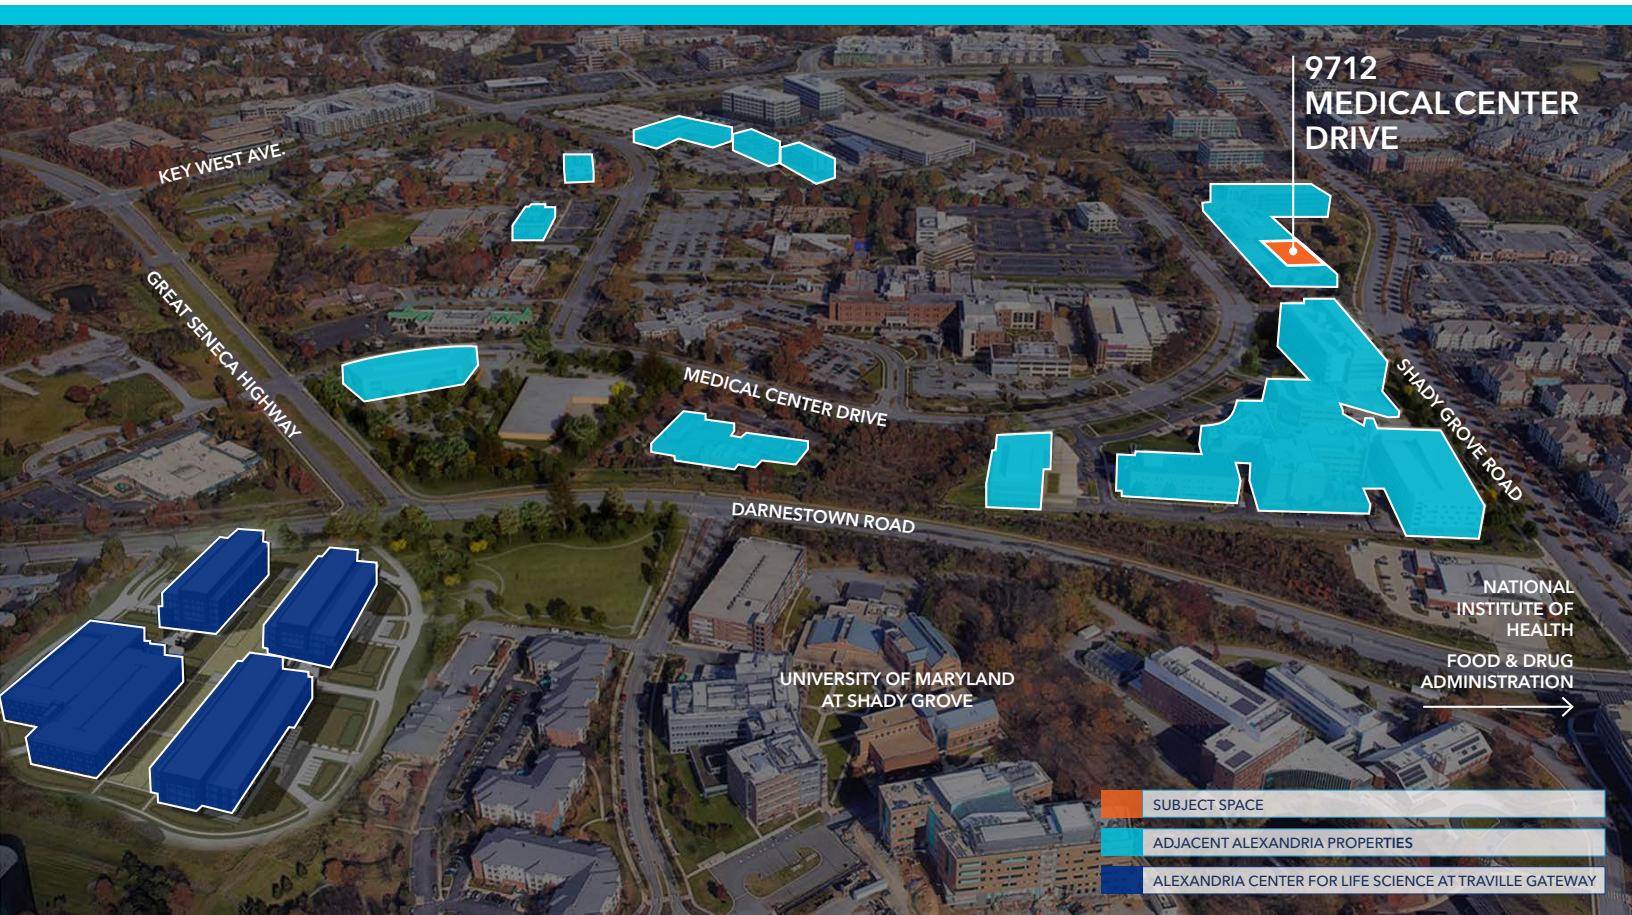 9712
MEDICAL CENTER
DRIVE
KEY WEST AVE.
GREAT SENECA HIGHWAY
MEDICAL CENTER DRIVE
SHADY GROVE ROAD
DARNESTOWN ROAD
NATIONAL
INSTITUTE OF
HEALTH
FOOD & DRUG
ADMINISTRATION
UNIVERSITY OF MARYLAND
AT SHADY GROVE
SUBJECT SPACE
ADJACENT ALEXANDRIA PROPERTIES
ALEXANDRIA CENTER FOR LIFE SCIENCE AT TRAVILLE GATEWAY